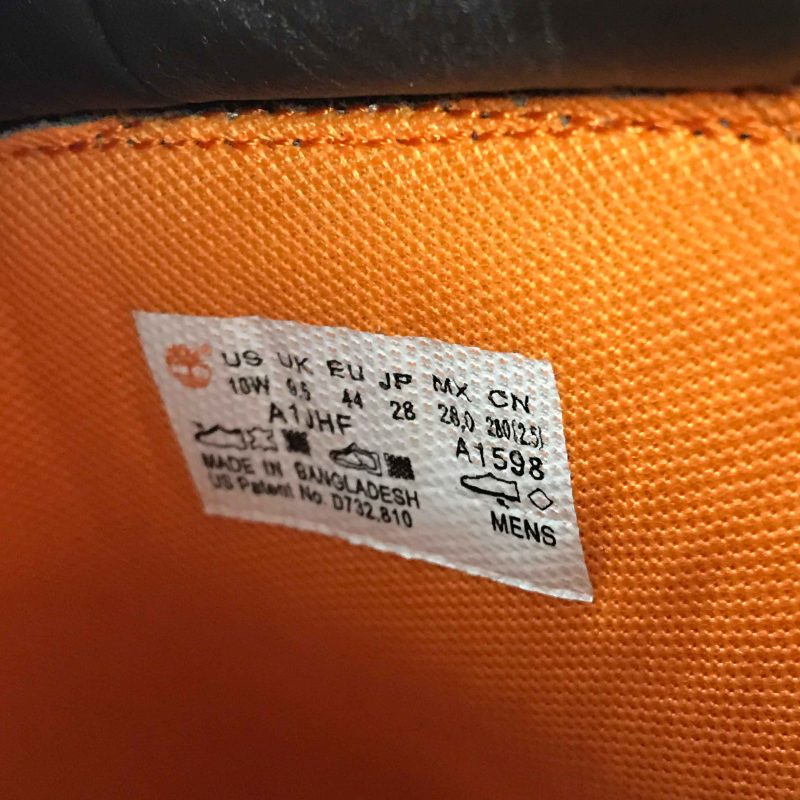 US UK EU JP MX CN
10W 9.5 44 28 28,0 280(2.5)
A1JHF A1598
MADE IN BANGLADESH
US Patent No. D732,810
MENS